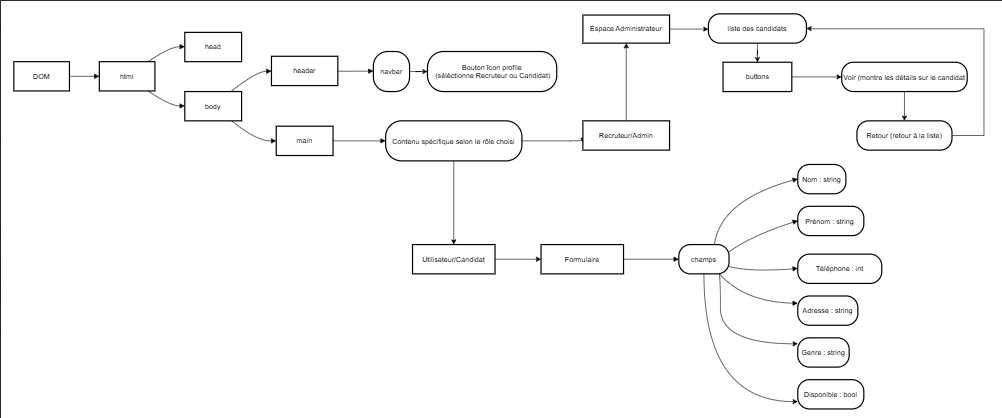 DOM
html
head
body
header
navbar
Bouton îcon profile
(séléctionne Recruteur ou Candidat)
main
Contenu spécifique selon le rôle choisi
Recruteur/Admin
Espace Administrateur
liste des candidats
buttons
Voir (montre les détails sur le candidat
Retour (retour à la liste)
Utilisateur/Candidat
Formulaire
champs
Nom : string
Prénom : string
Téléphone : int
Adresse : string
Genre : string
Disponible : bool